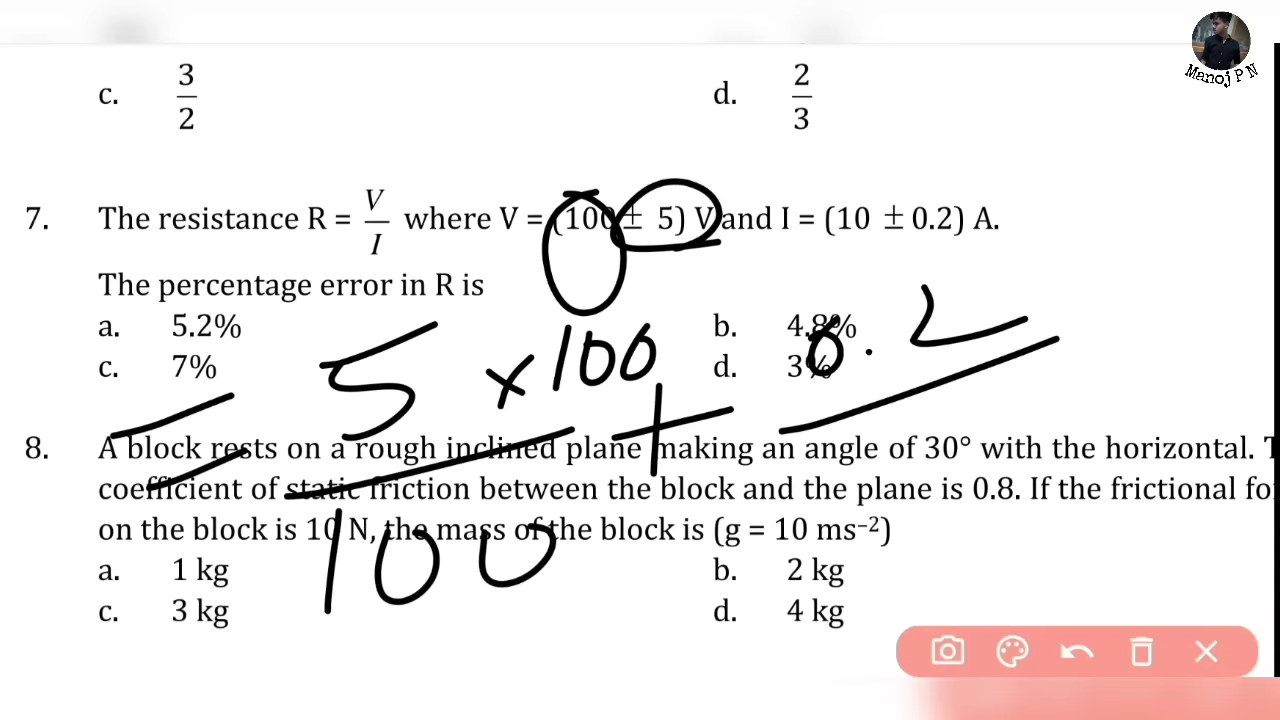 Manoj P N
c. 3/2 d. 2/3
7. The resistance R = V/I where V = (100 ± 5) V and I = (10 ± 0.2) A.
The percentage error in R is
a. 5.2% b. 4.8%
c. 7% d. 3%
= 5 × 100 / 100 + 0.2
8. A block rests on a rough inclined plane making an angle of 30° with the horizontal. T
coefficient of static friction between the block and the plane is 0.8. If the frictional fo
on the block is 10 N, the mass of the block is (g = 10 ms⁻²)
a. 1 kg b. 2 kg
c. 3 kg d. 4 kg